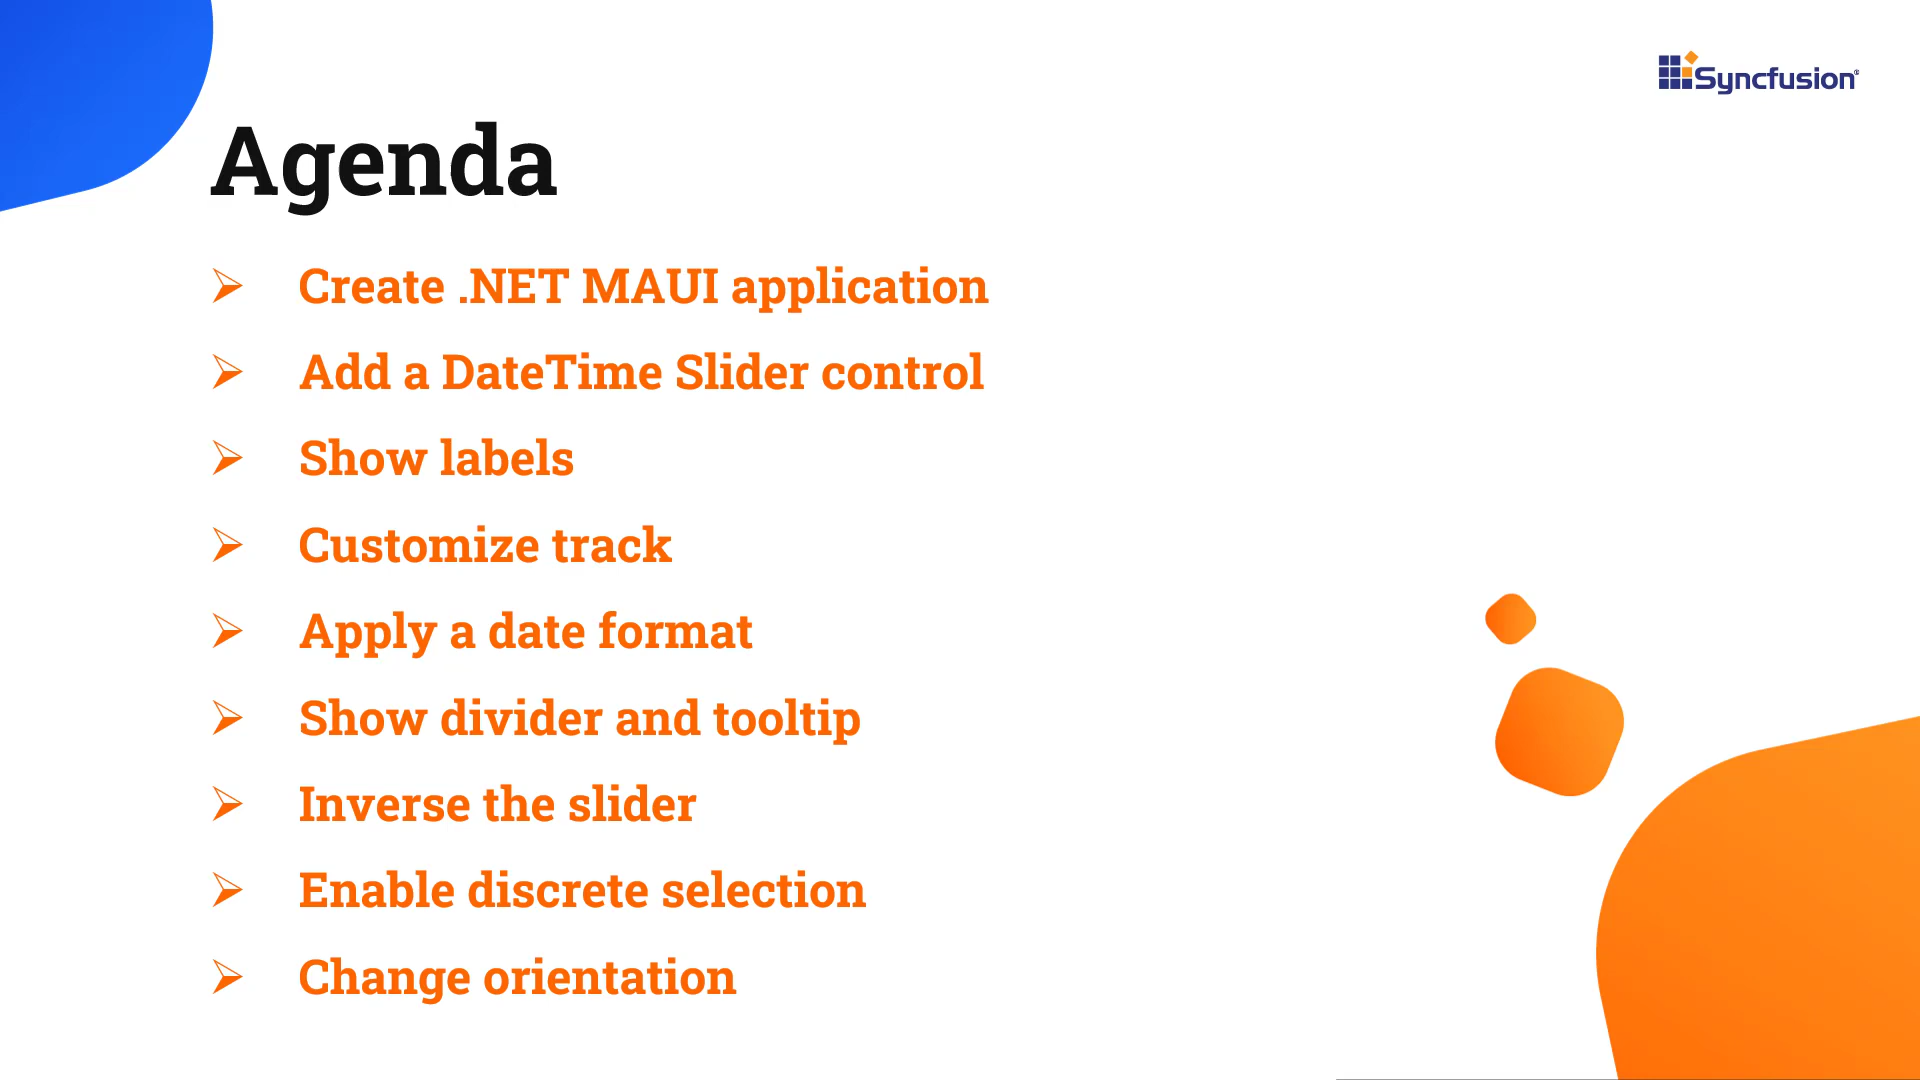 Syncfusion®
Agenda
➢ Create .NET MAUI application
➢ Add a DateTime Slider control
➢ Show labels
➢ Customize track
➢ Apply a date format
➢ Show divider and tooltip
➢ Inverse the slider
➢ Enable discrete selection
➢ Change orientation